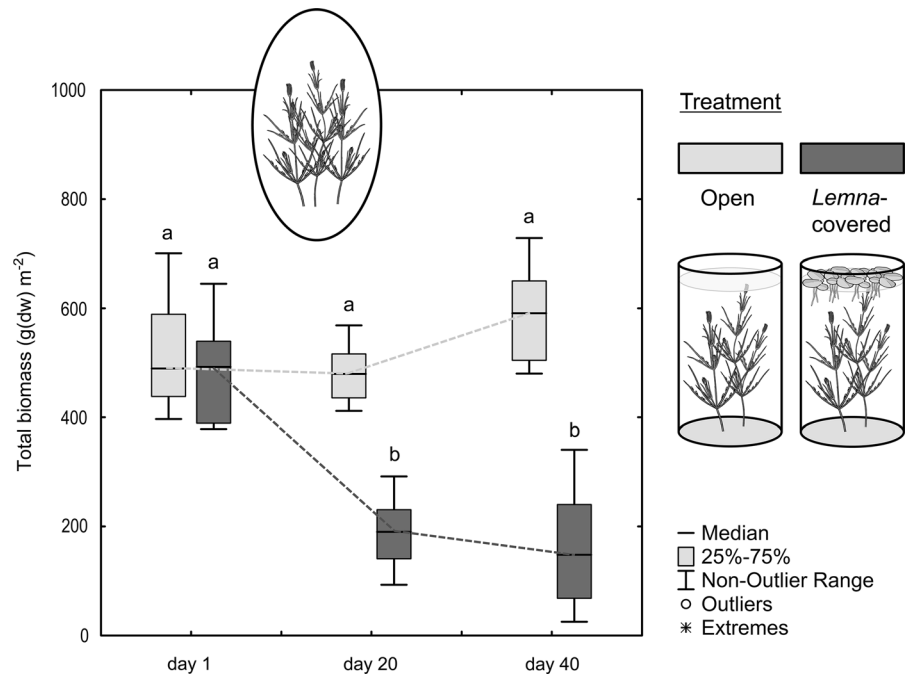 1000
800
600
400
200
0
Total biomass (g(dw) m-2)
a
a
a
b
a
b
day 1
day 20
day 40
Treatment
Open
Lemna-
covered
Median
25%-75%
Non-Outlier Range
Outliers
Extremes